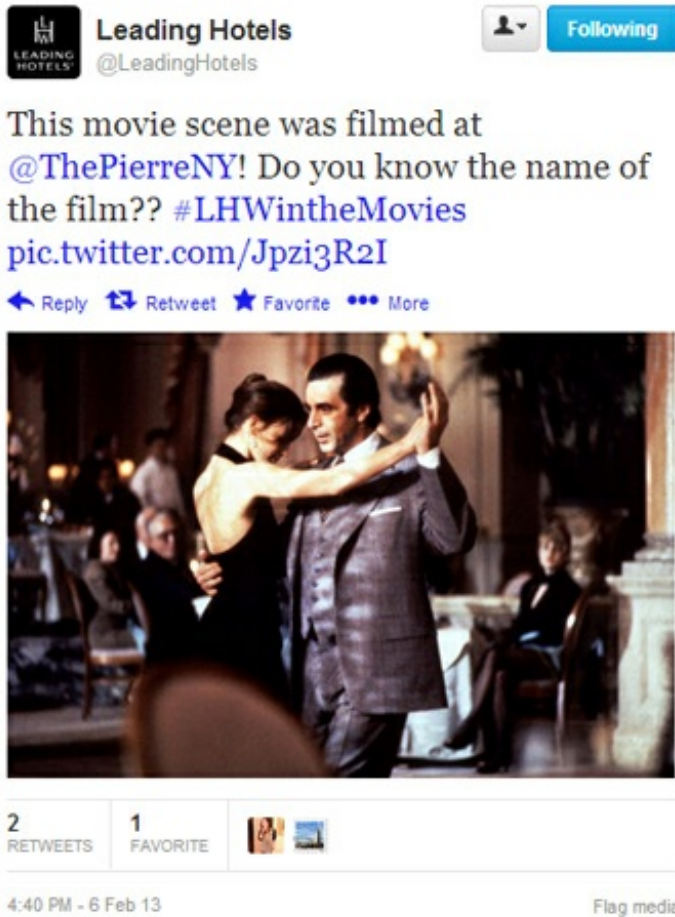 LEADING
HOTELS
Leading Hotels
@LeadingHotels
Following
This movie scene was filmed at
@ThePierreNY! Do you know the name of
the film?? #LHWintheMovies
pic.twitter.com/Jpzi3R2I
Reply Retweet Favorite ••• More
2
RETWEETS
1
FAVORITE
4:40 PM - 6 Feb 13
Flag media